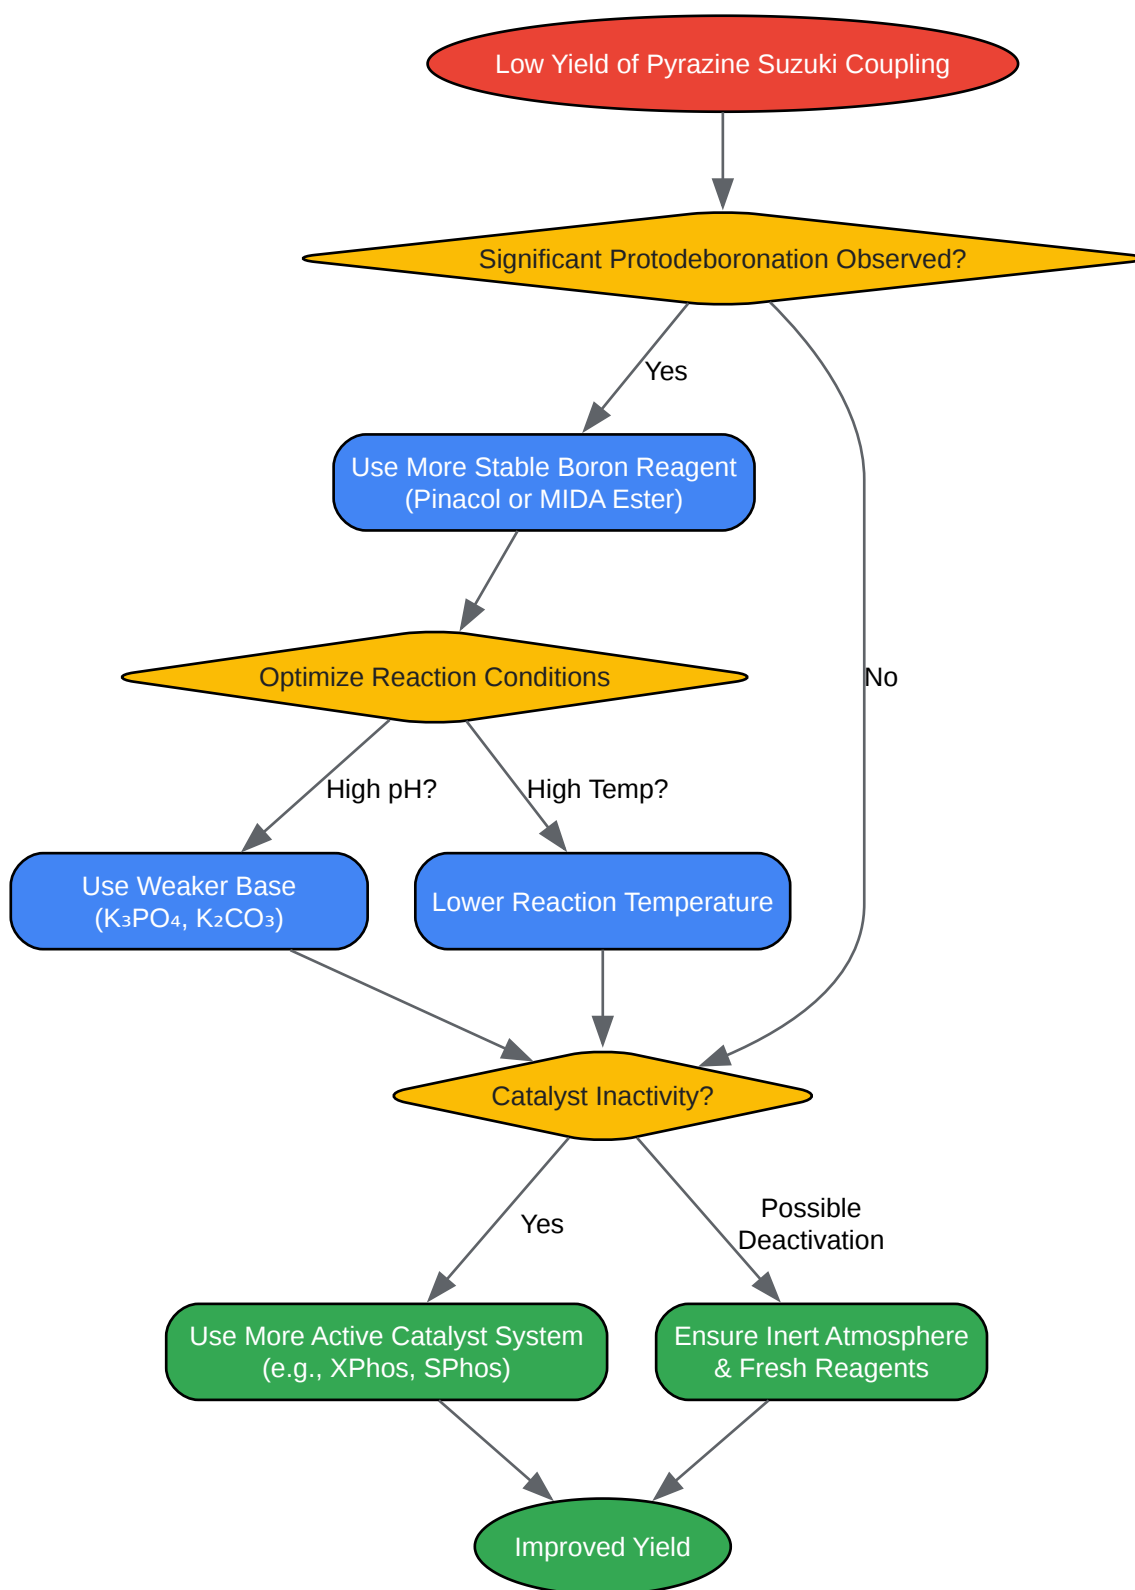 Low Yield of Pyrazine Suzuki Coupling
Significant Protodeboronation Observed?
Yes
Use More Stable Boron Reagent
(Pinacol or MIDA Ester)
Optimize Reaction Conditions
No
High pH?
High Temp?
Use Weaker Base
(K₃PO₄, K₂CO₃)
Lower Reaction Temperature
Catalyst Inactivity?
Yes
Possible
Deactivation
Use More Active Catalyst System
(e.g., XPhos, SPhos)
Ensure Inert Atmosphere
& Fresh Reagents
Improved Yield